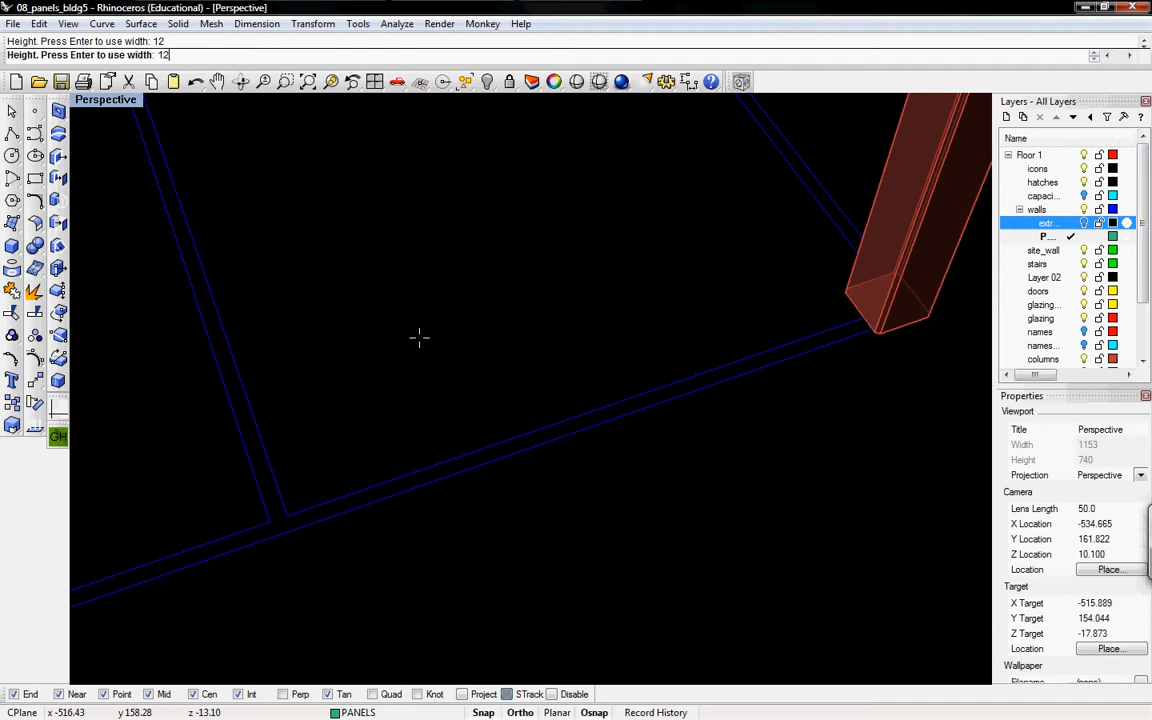 08_panels_bldg5 - Rhinoceros (Educational) - [Perspective]
File Edit View Curve Surface Solid Mesh Dimension Transform Tools Analyze Render Monkey Help
Height. Press Enter to use width: 12
Height. Press Enter to use width: 12
Perspective
GH
Layers - All Layers
Name
Floor 1
icons
hatches
capaci...
walls
extr...
P...
site_wall
stairs
Layer 02
doors
glazing...
glazing
names
names...
columns
Properties
Viewport
Title Perspective
Width 1153
Height 740
Projection Perspective
Camera
Lens Length 50.0
X Location -534.665
Y Location 161.822
Z Location 10.100
Location Place...
Target
X Target -515.889
Y Target 154.044
Z Target -17.873
Location Place...
Wallpaper
End Near Point Mid Cen Int Perp Tan Quad Knot Project STrack Disable
CPlane x -516.43 y 158.28 z -13.10 PANELS Snap Ortho Planar Osnap Record History